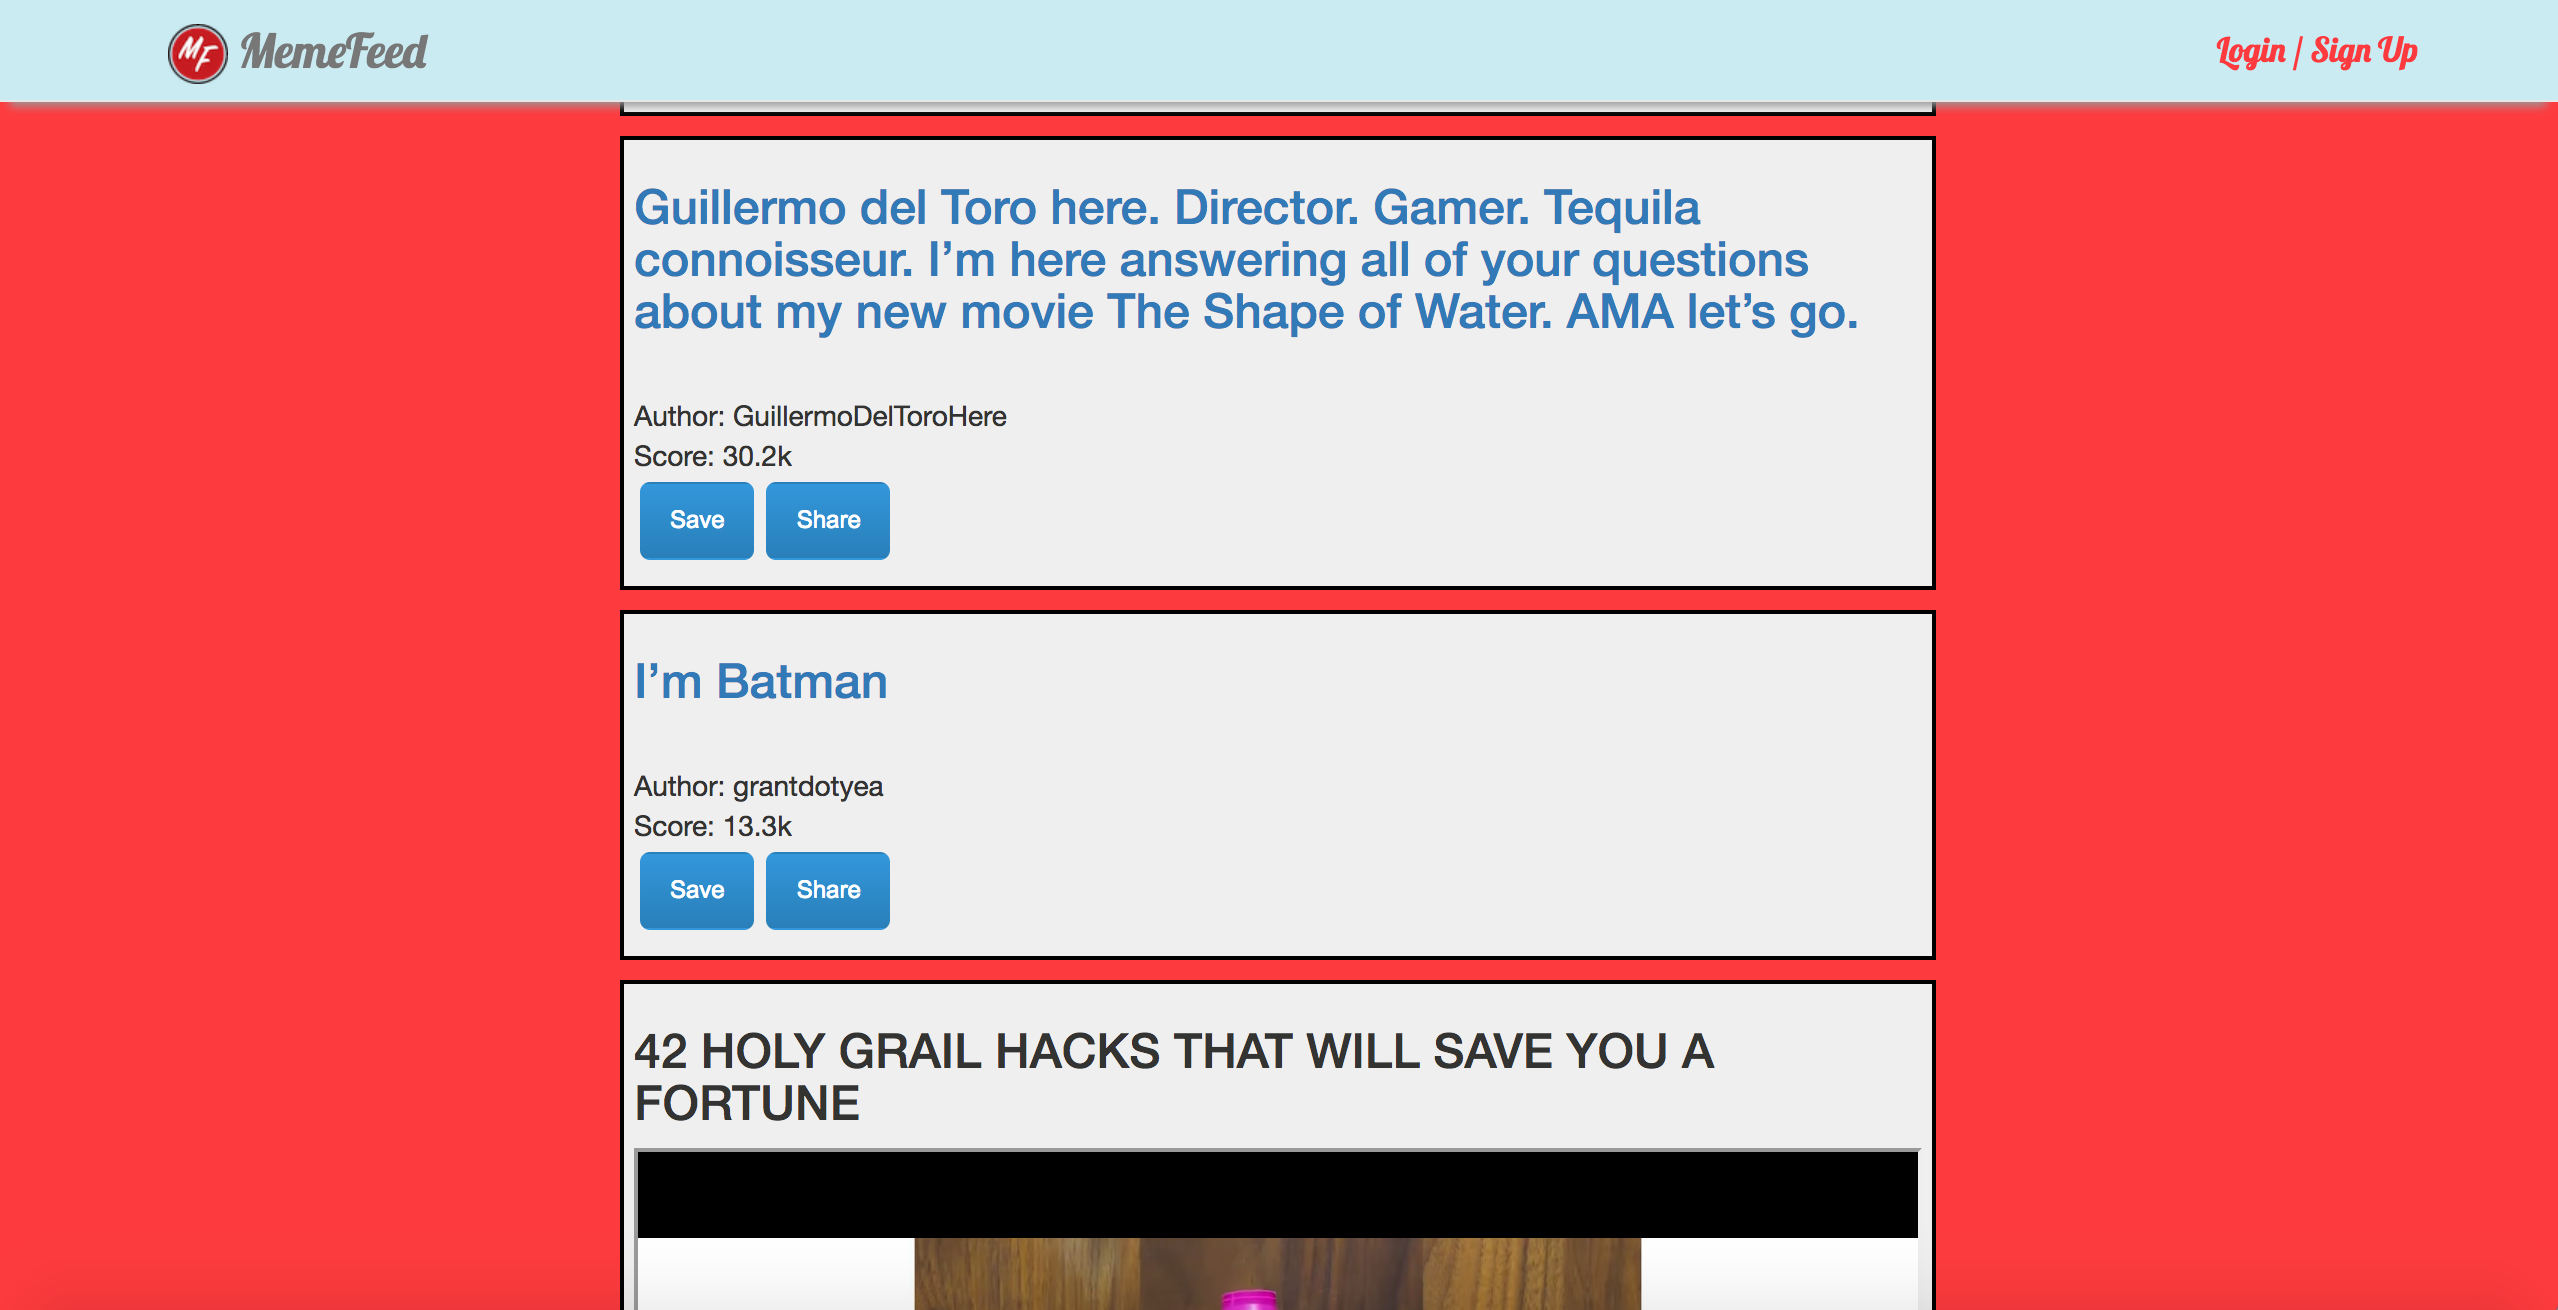 MF MemeFeed
Login / Sign Up
Guillermo del Toro here. Director. Gamer. Tequila
connoisseur. I’m here answering all of your questions
about my new movie The Shape of Water. AMA let’s go.
Author: GuillermoDelToroHere
Score: 30.2k
Save Share
I’m Batman
Author: grantdotyea
Score: 13.3k
Save Share
42 HOLY GRAIL HACKS THAT WILL SAVE YOU A
FORTUNE